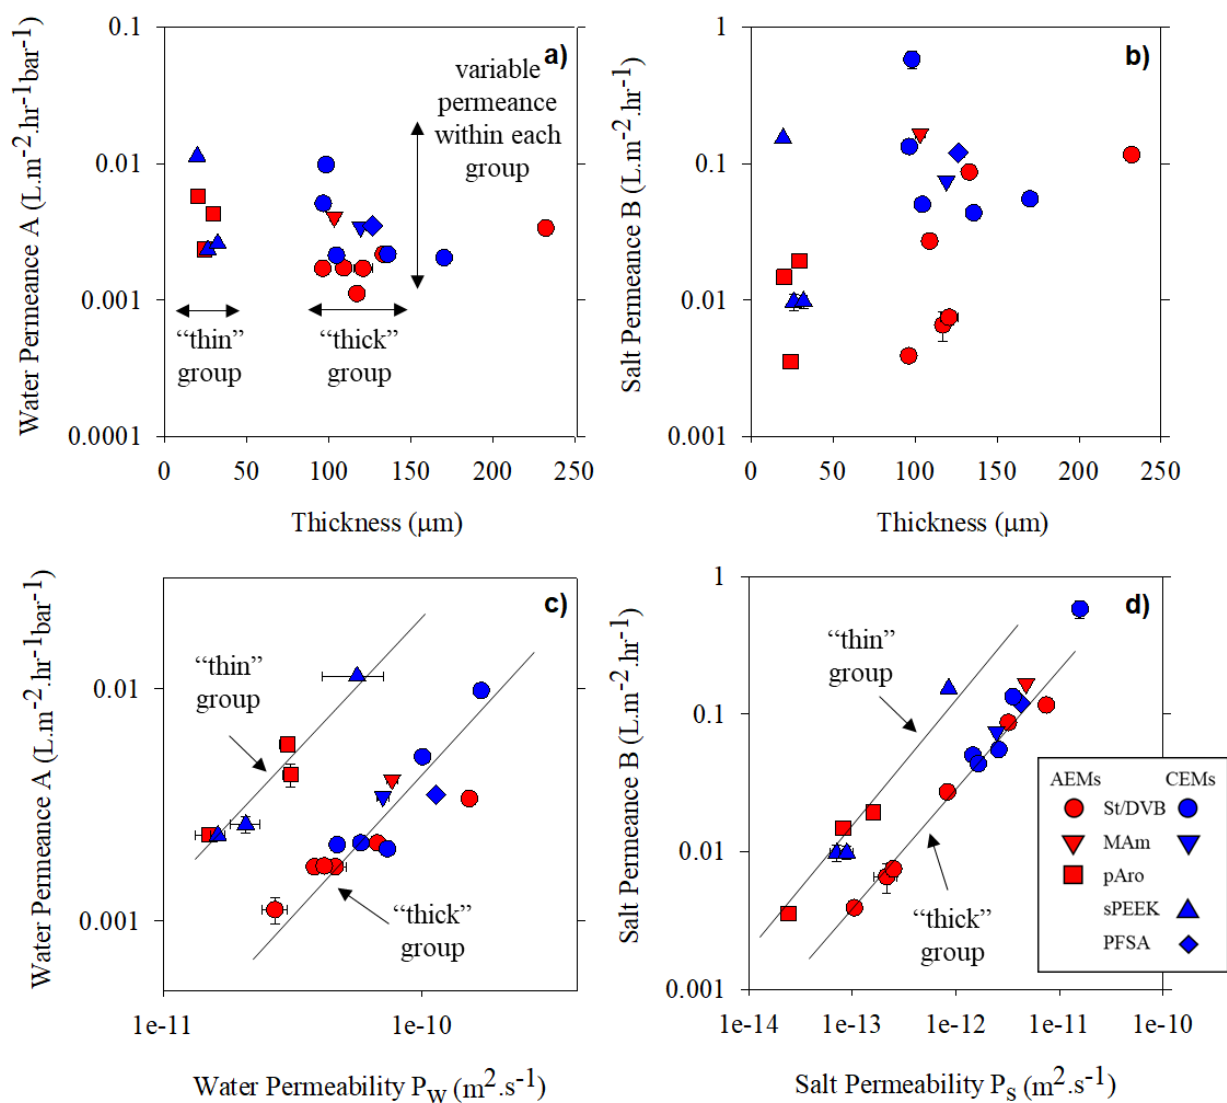 a)
Water Permeance A (L.m⁻².hr⁻¹bar⁻¹)
0.1
0.01
0.001
0.0001
variable
permeance
within each
group
“thin”
group
“thick”
group
0 50 100 150 200 250
Thickness (μm)
b)
Salt Permeance B (L.m⁻².hr⁻¹)
1
0.1
0.01
0.001
0 50 100 150 200 250
Thickness (μm)
c)
Water Permeance A (L.m⁻².hr⁻¹bar⁻¹)
0.01
0.001
“thin”
group
“thick”
group
1e-11 1e-10
Water Permeability P_W (m².s⁻¹)
d)
Salt Permeance B (L.m⁻².hr⁻¹)
1
0.1
0.01
0.001
“thin”
group
“thick”
group
AEMs CEMs
St/DVB
MAm
pAro
sPEEK
PFSA
1e-14 1e-13 1e-12 1e-11 1e-10
Salt Permeability P_S (m².s⁻¹)